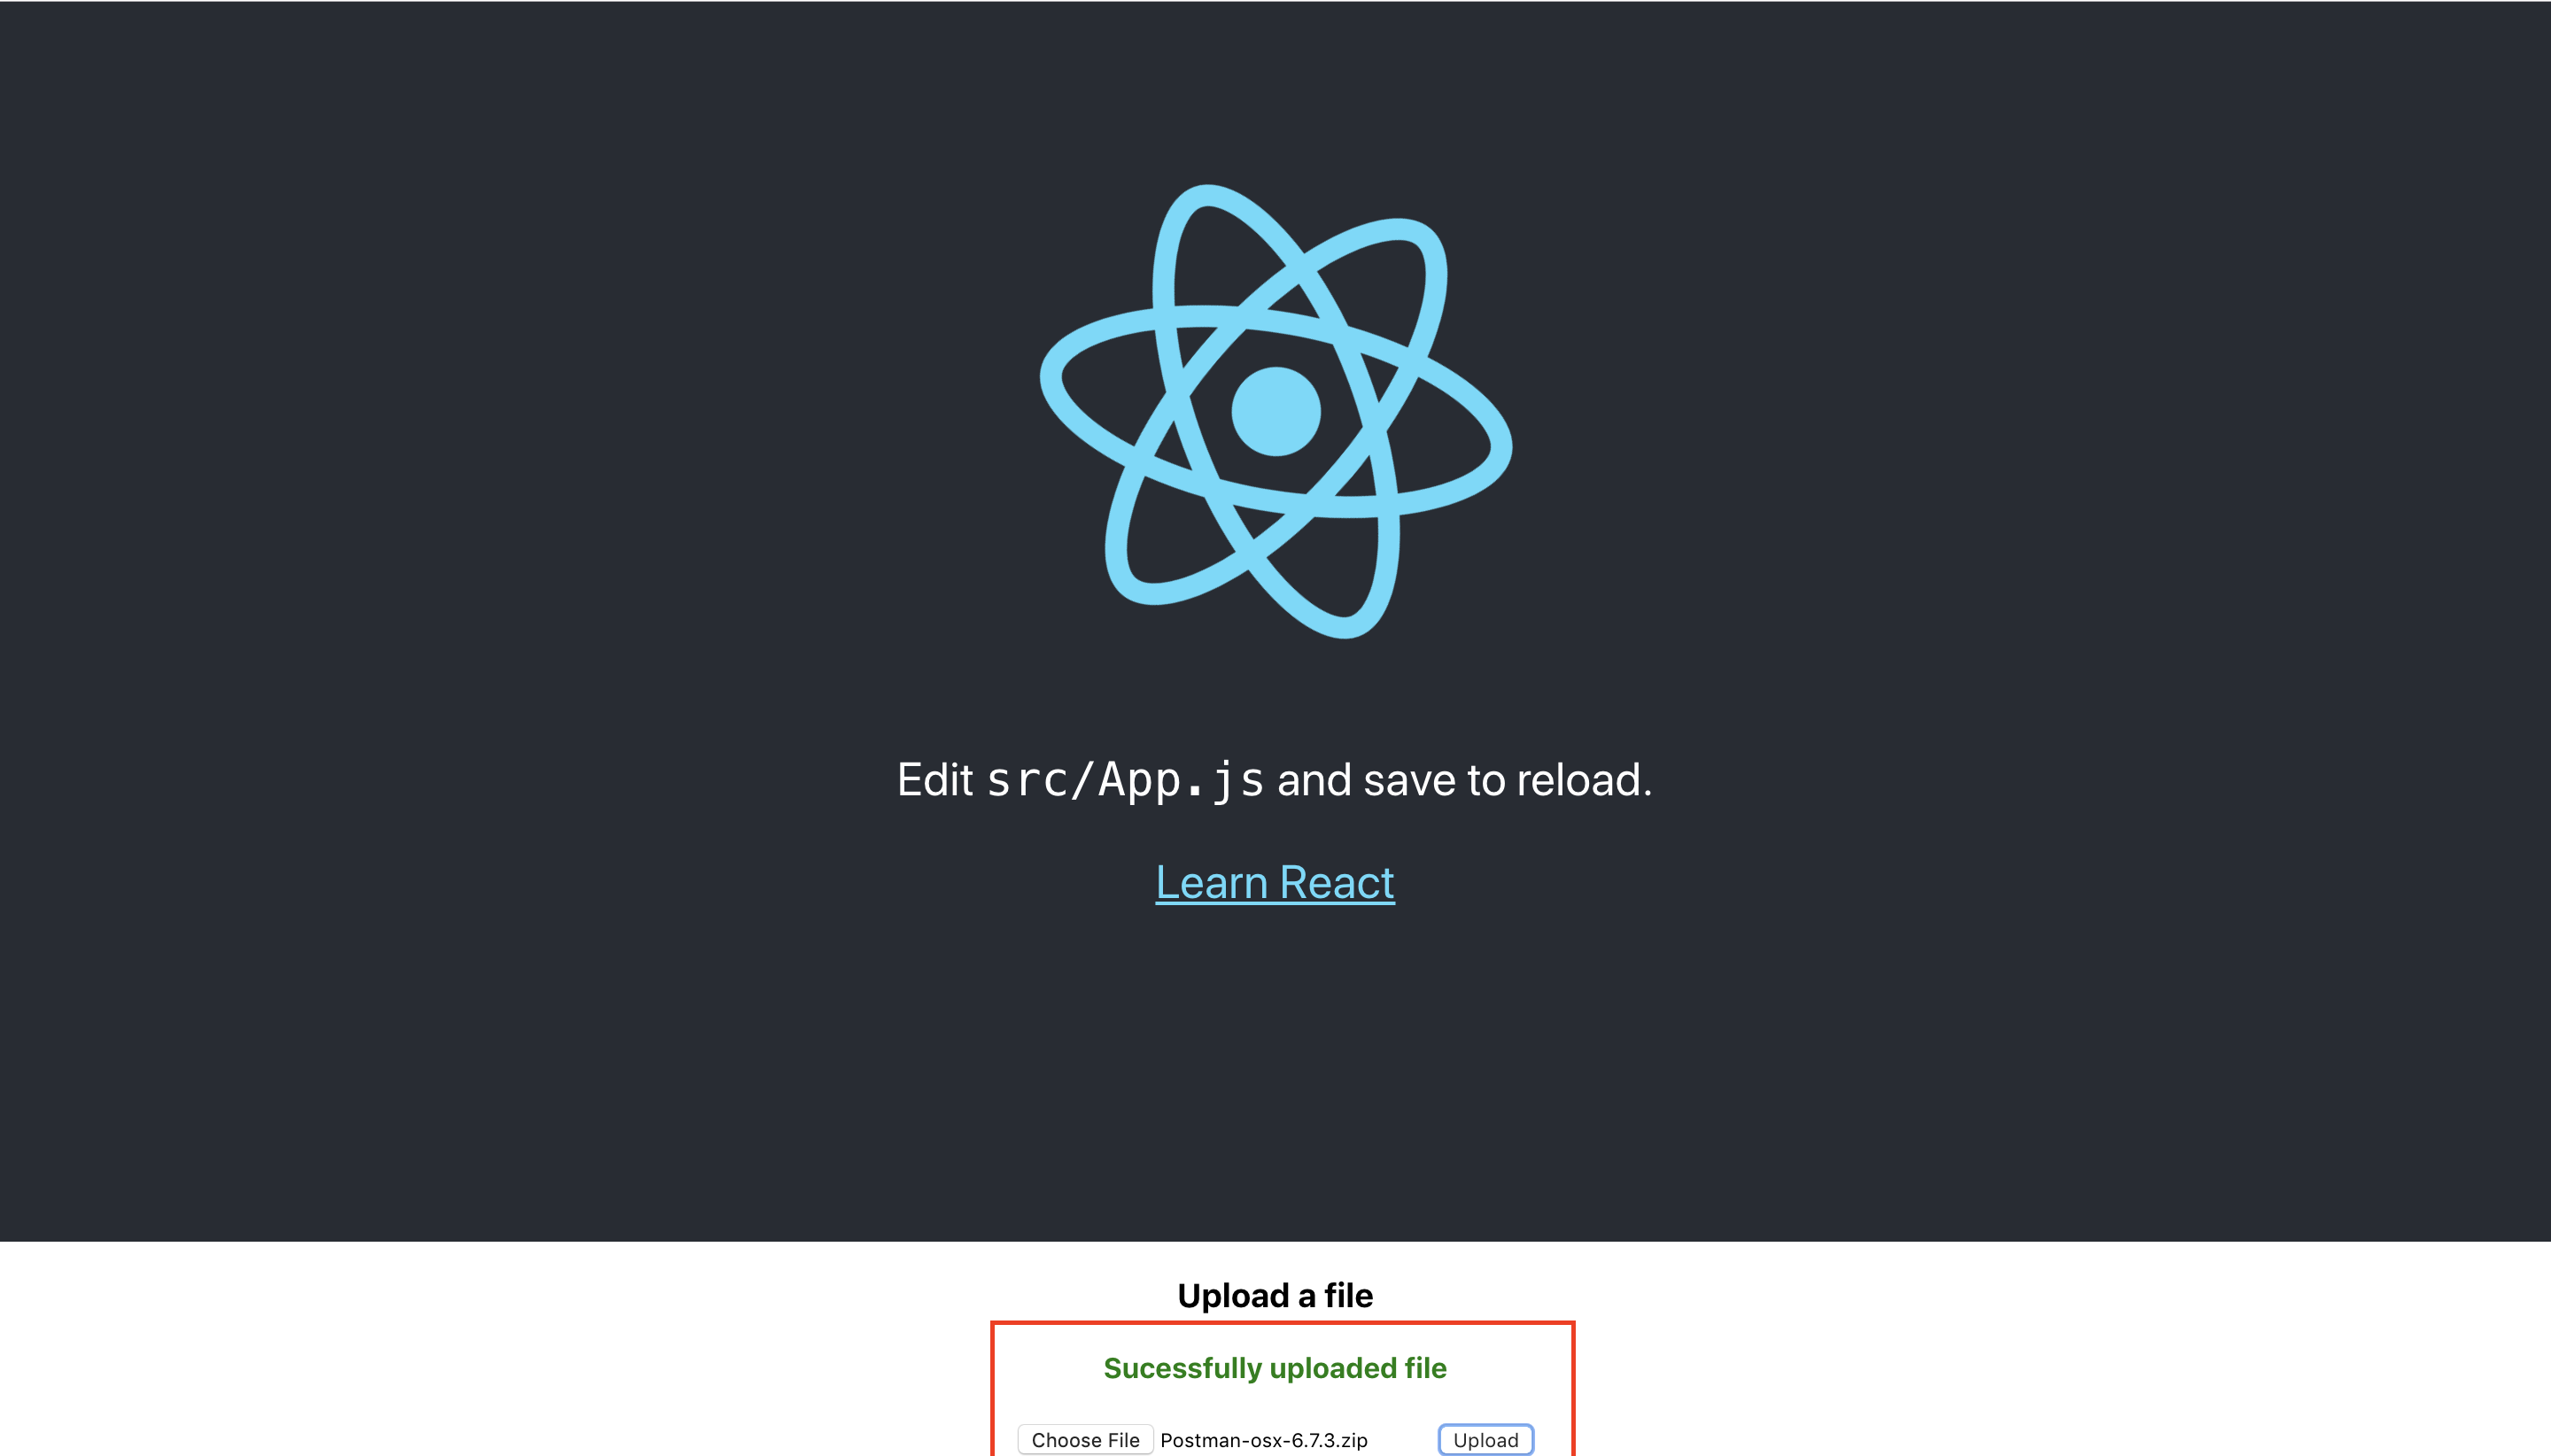 Edit src/App.js and save to reload.
Learn React
Upload a file
Sucessfully uploaded file
Choose File Postman-osx-6.7.3.zip Upload